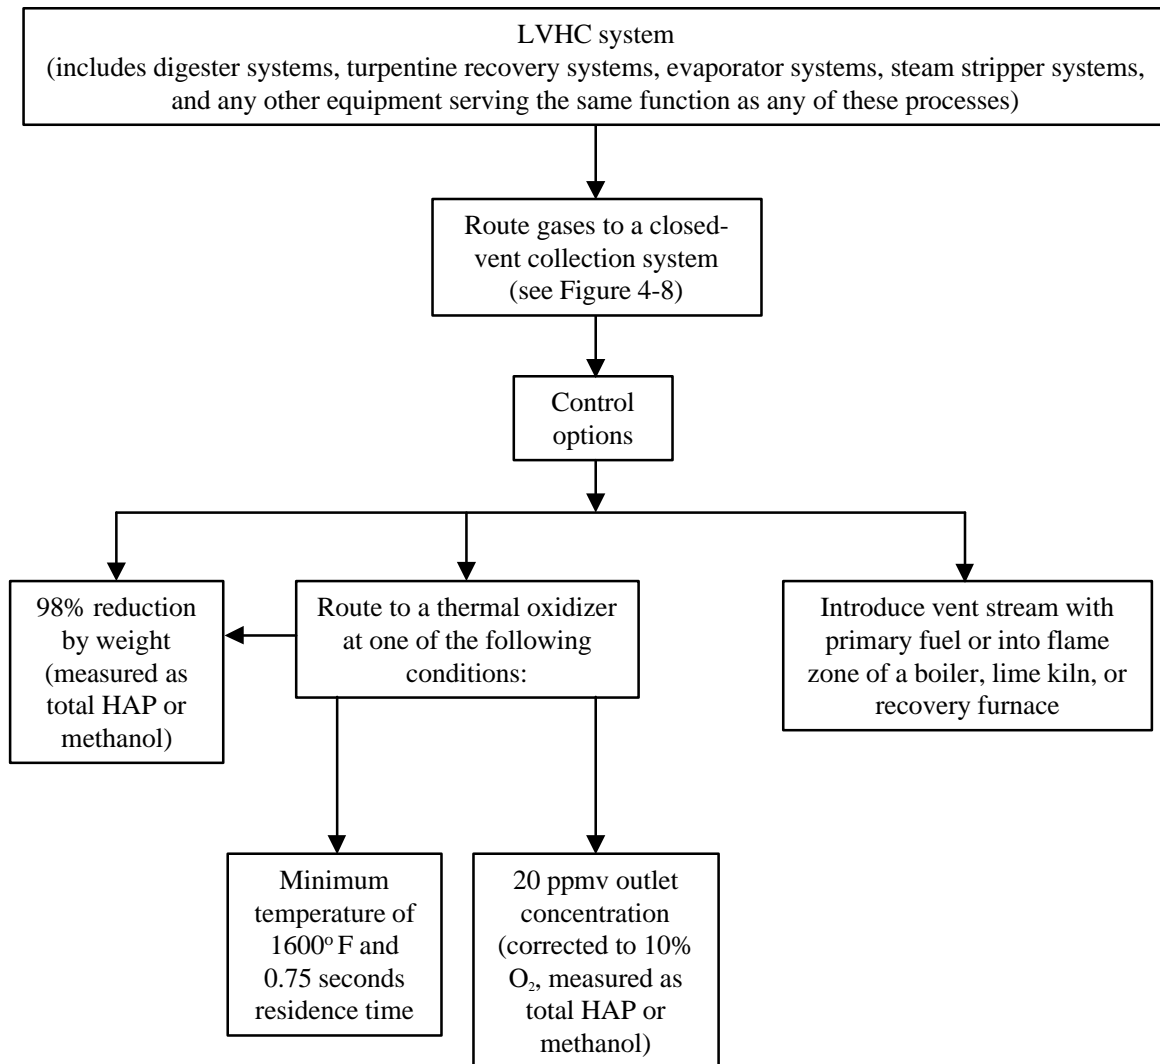 LVHC system
(includes digester systems, turpentine recovery systems, evaporator systems, steam stripper systems,
and any other equipment serving the same function as any of these processes)
Route gases to a closed-
vent collection system
(see Figure 4-8)
Control
options
98% reduction
by weight
(measured as
total HAP or
methanol)
Route to a thermal oxidizer
at one of the following
conditions:
Introduce vent stream with
primary fuel or into flame
zone of a boiler, lime kiln, or
recovery furnace
Minimum
temperature of
1600° F and
0.75 seconds
residence time
20 ppmv outlet
concentration
(corrected to 10%
O₂, measured as
total HAP or
methanol)